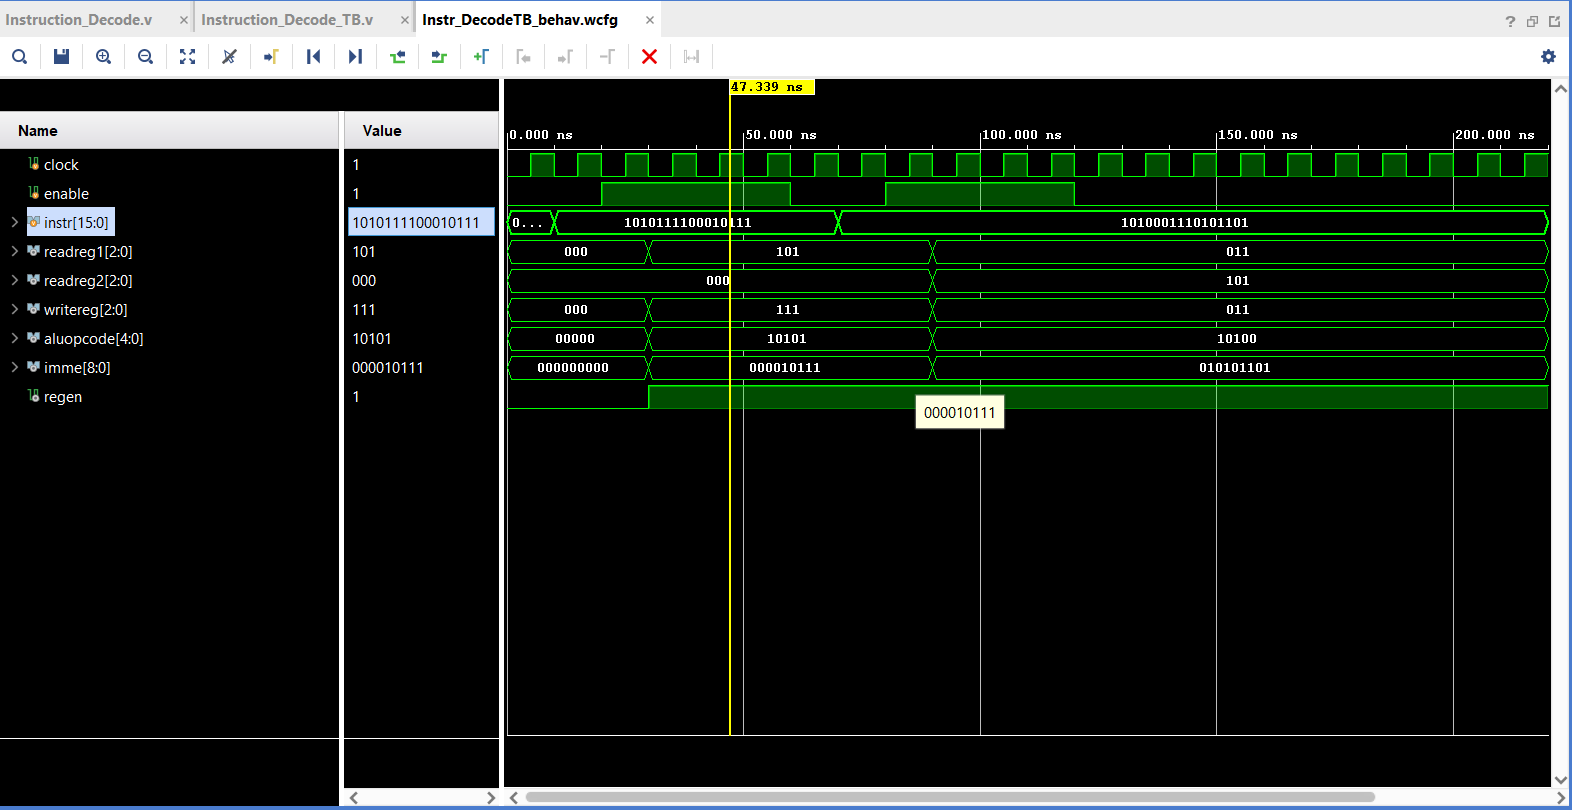 Instruction_Decode.v × Instruction_Decode_TB.v × Instr_DecodeTB_behav.wcfg ×
?
47.339 ns
Name Value
0.000 ns 50.000 ns 100.000 ns 150.000 ns 200.000 ns
clock 1
enable 1
instr[15:0] 1010111100010111 0... 1010111100010111 1010001110101101
readreg1[2:0] 101 000 101 011
readreg2[2:0] 000 000 101
writereg[2:0] 111 000 111 011
aluopcode[4:0] 10101 00000 10101 10100
imme[8:0] 000010111 000000000 000010111 010101101
regen 1
000010111